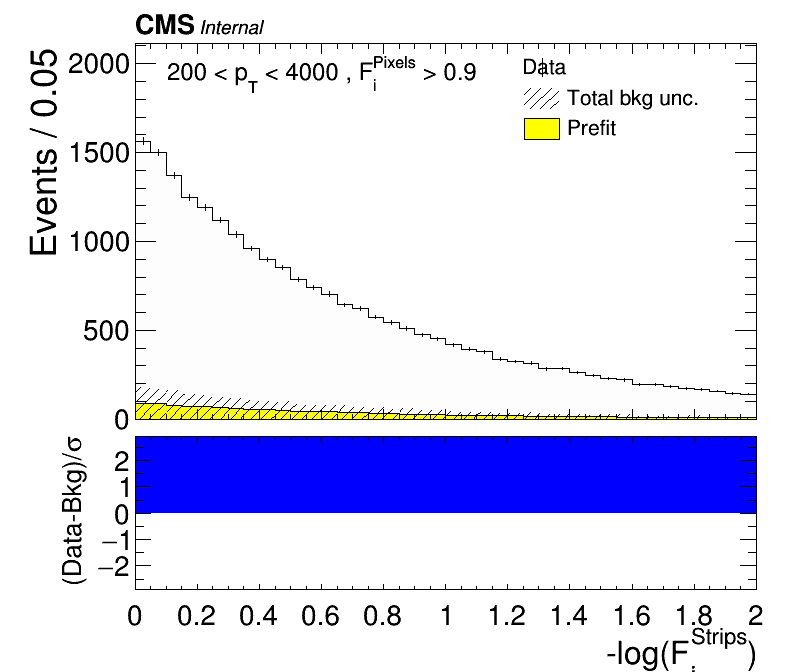 CMS Internal
200 < p_T < 4000 , F_i^Pixels > 0.9
Data
Total bkg unc.
Prefit
Events / 0.05
2000
1500
1000
500
0
(Data-Bkg)/σ
2
1
0
−1
−2
0 0.2 0.4 0.6 0.8 1 1.2 1.4 1.6 1.8 2
-log(F_i^Strips)